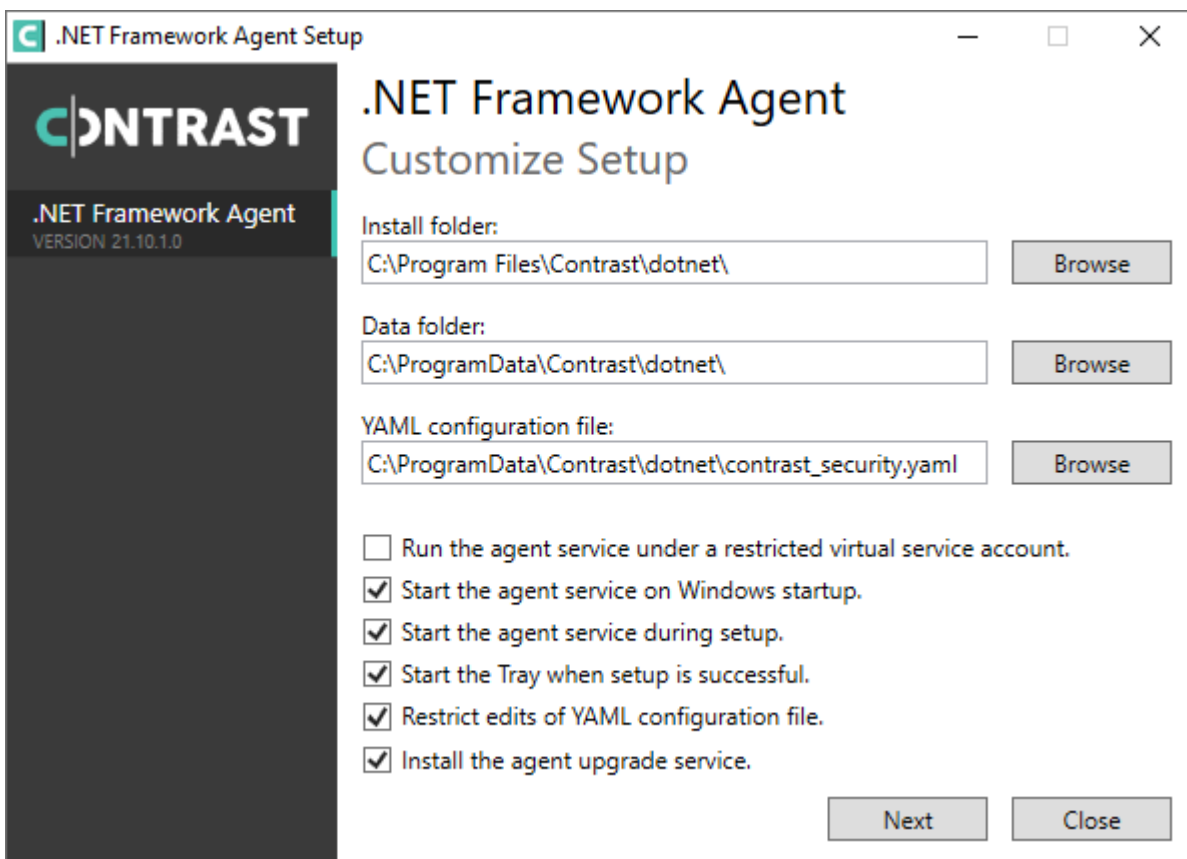 .NET Framework Agent Setup
CONTRAST
.NET Framework Agent
VERSION 21.10.1.0
.NET Framework Agent
Customize Setup
Install folder:
C:\Program Files\Contrast\dotnet\
Browse
Data folder:
C:\ProgramData\Contrast\dotnet\
Browse
YAML configuration file:
C:\ProgramData\Contrast\dotnet\contrast_security.yaml
Browse
Run the agent service under a restricted virtual service account.
Start the agent service on Windows startup.
Start the agent service during setup.
Start the Tray when setup is successful.
Restrict edits of YAML configuration file.
Install the agent upgrade service.
Next
Close